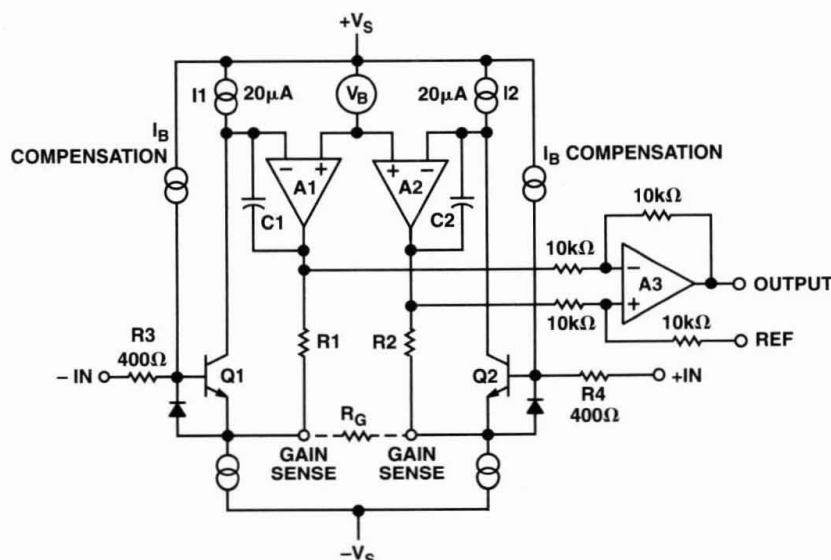 +VS
I1 20µA
VB
20µA I2
IB
COMPENSATION
IB COMPENSATION
− +
A1
+ −
A2
C1
C2
10kΩ
10kΩ
−
A3
+
OUTPUT
10kΩ
10kΩ
REF
R3
400Ω
R1
R2
− IN
Q1
Q2
+IN
R4
400Ω
RG
GAIN
SENSE
GAIN
SENSE
−VS